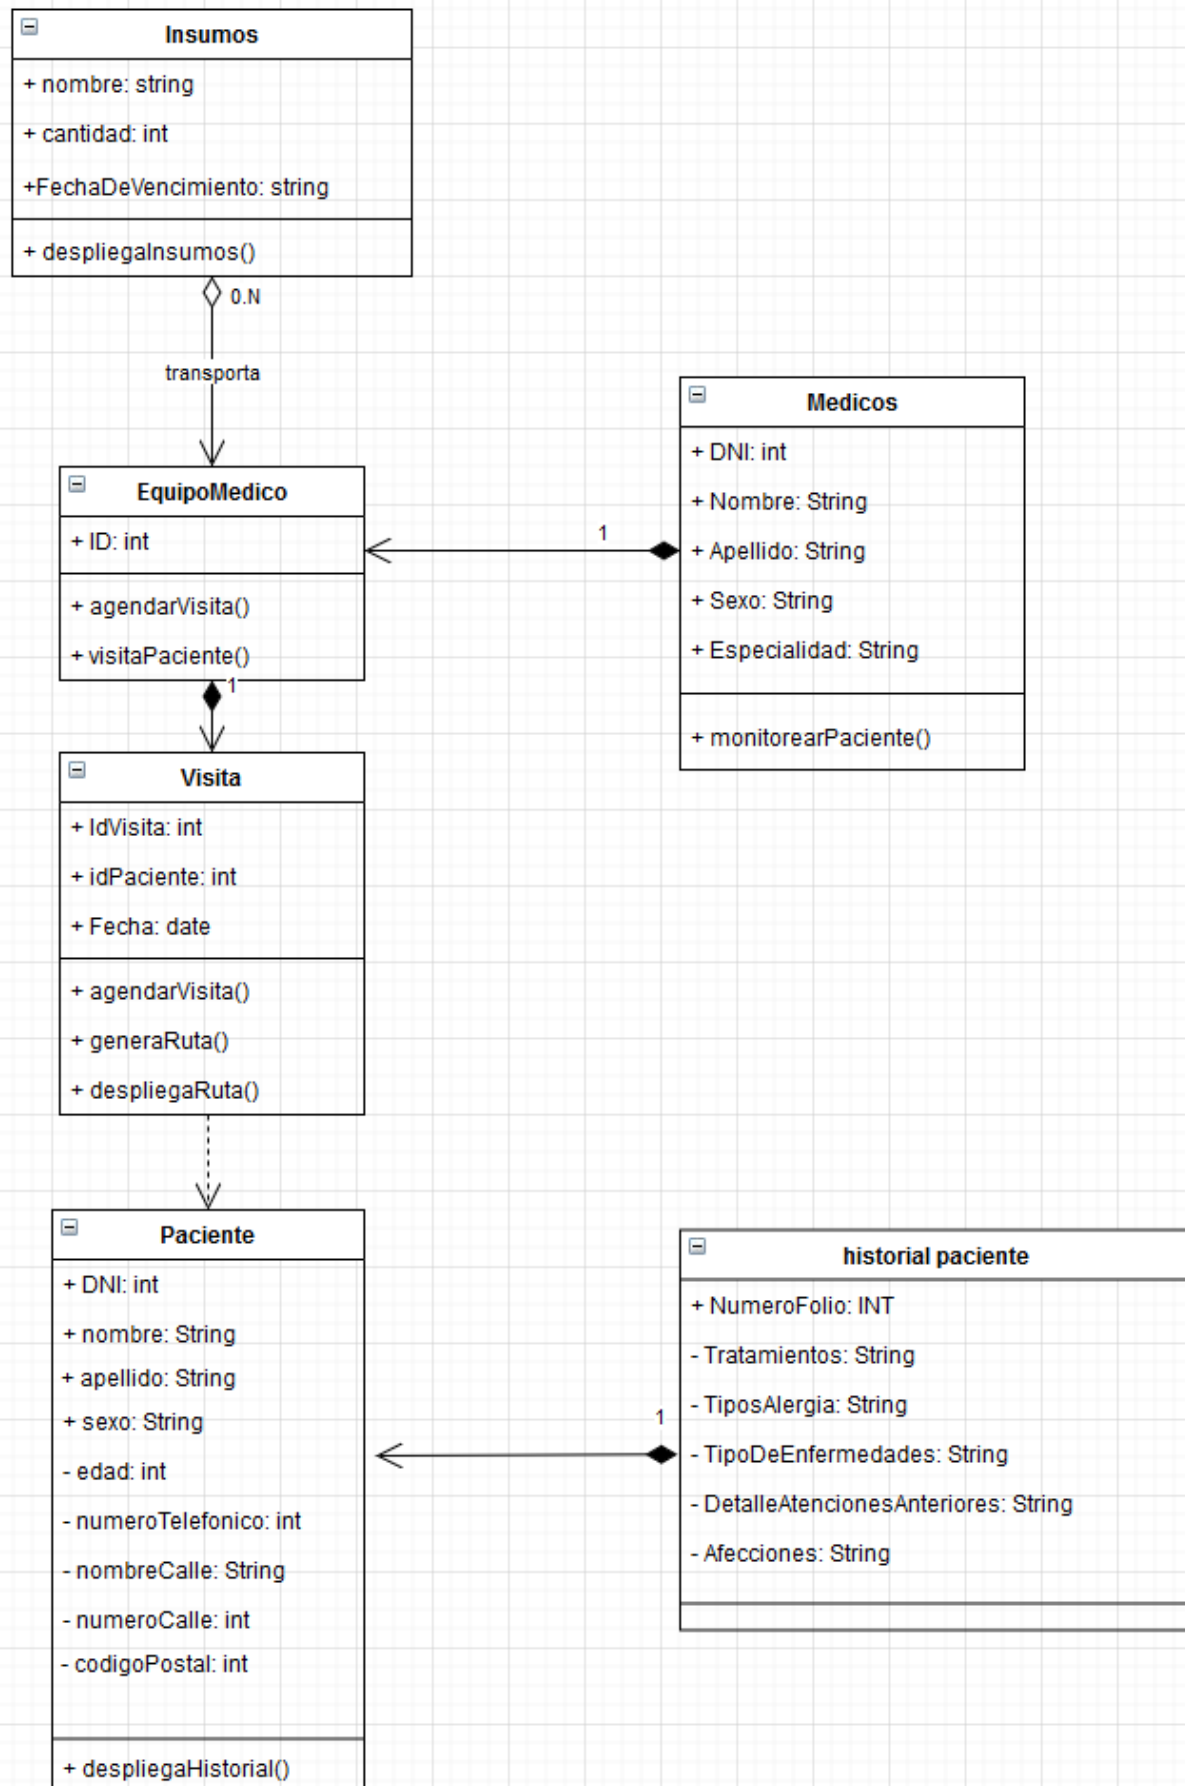 Insumos
+ nombre: string
+ cantidad: int
+FechaDeVencimiento: string
+ despliegaInsumos()
0.N
transporta
EquipoMedico
+ ID: int
+ agendarVisita()
+ visitaPaciente()
1
Medicos
+ DNI: int
+ Nombre: String
+ Apellido: String
+ Sexo: String
+ Especialidad: String
+ monitorearPaciente()
1
Visita
+ IdVisita: int
+ idPaciente: int
+ Fecha: date
+ agendarVisita()
+ generaRuta()
+ despliegaRuta()
Paciente
+ DNI: int
+ nombre: String
+ apellido: String
+ sexo: String
- edad: int
- numeroTelefonico: int
- nombreCalle: String
- numeroCalle: int
- codigoPostal: int
+ despliegaHistorial()
1
historial paciente
+ NumeroFolio: INT
- Tratamientos: String
- TiposAlergia: String
- TipoDeEnfermedades: String
- DetalleAtencionesAnteriores: String
- Afecciones: String